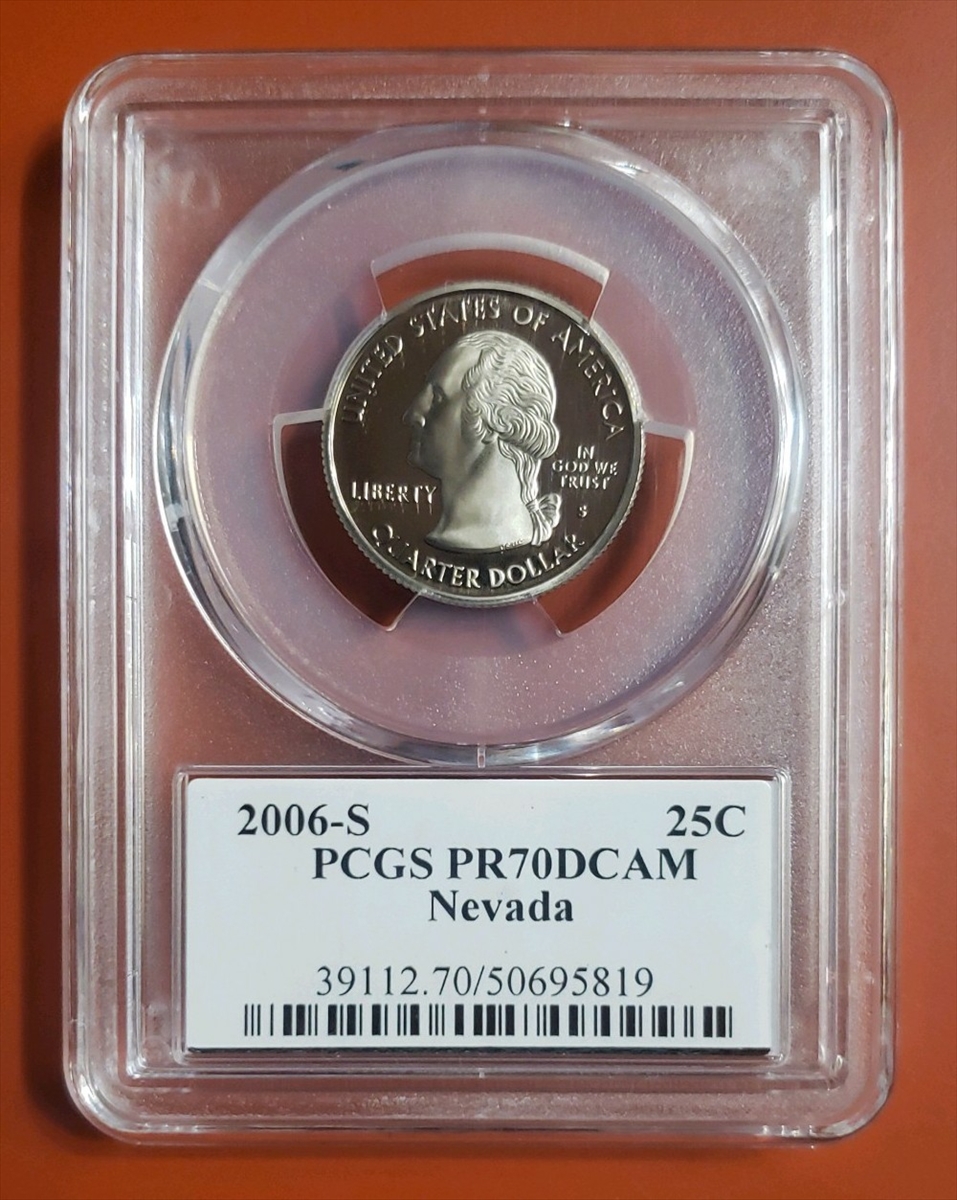 UNITED STATES OF AMERICA
LIBERTY
IN
GOD WE
TRUST
S
QUARTER DOLLAR
2006-S 25C
PCGS PR70DCAM
Nevada
39112.70/50695819